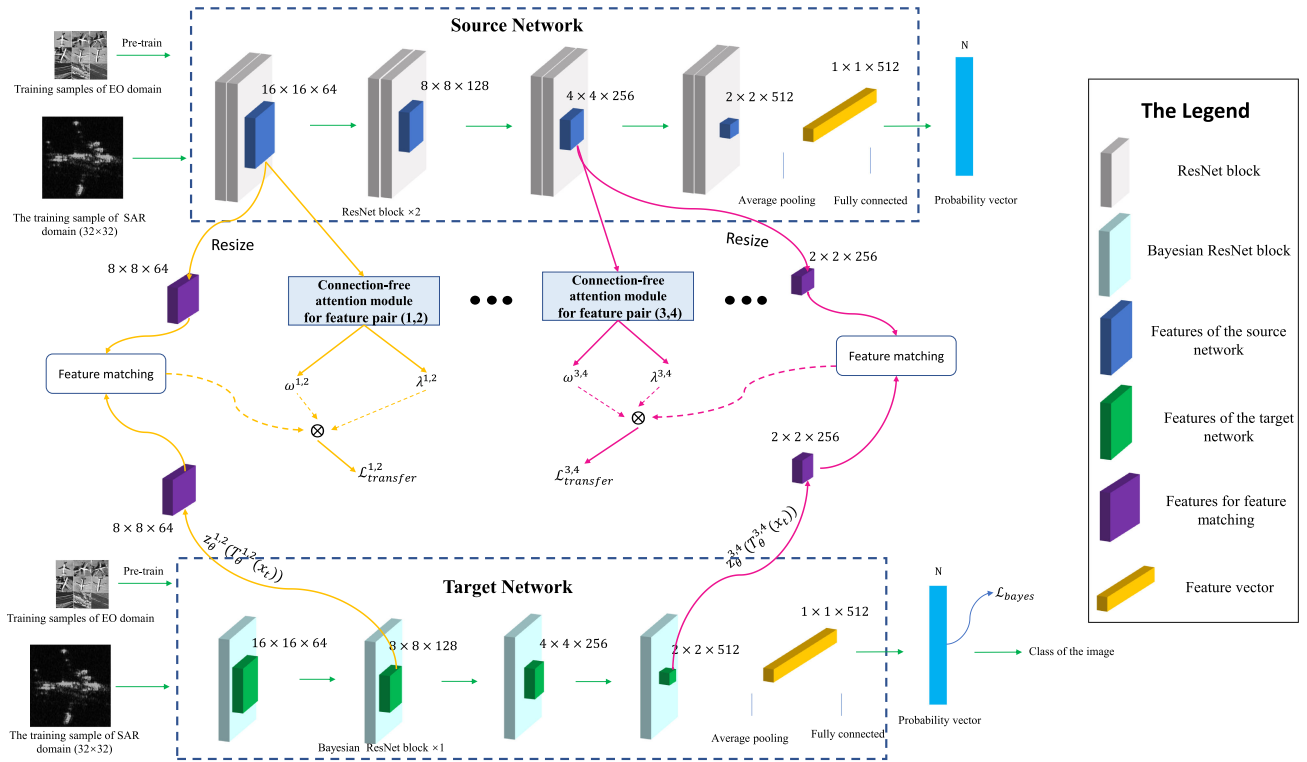 Source Network
Pre-train
Training samples of EO domain
16 × 16 × 64
8 × 8 × 128
4 × 4 × 256
2 × 2 × 512
1 × 1 × 512
N
The training sample of SAR
domain (32×32)
ResNet block ×2
Average pooling
Fully connected
Probability vector
Resize
Resize
8 × 8 × 64
2 × 2 × 256
Connection-free
attention module
for feature pair (1,2)
Connection-free
attention module
for feature pair (3,4)
Feature matching
Feature matching
ω^{1,2}
λ^{1,2}
ω^{3,4}
λ^{3,4}
⊗
⊗
ℒ_{transfer}^{1,2}
ℒ_{transfer}^{3,4}
2 × 2 × 256
8 × 8 × 64
z_θ^{1,2}(T_θ^{1,2}(x_t))
z_θ^{3,4}(T_θ^{3,4}(x_t))
Target Network
Pre-train
Training samples of EO domain
16 × 16 × 64
8 × 8 × 128
4 × 4 × 256
2 × 2 × 512
1 × 1 × 512
N
ℒ_{bayes}
Class of the image
The training sample of SAR
domain (32×32)
Bayesian ResNet block ×1
Average pooling
Fully connected
Probability vector
The Legend
ResNet block
Bayesian ResNet block
Features of the source
network
Features of the target
network
Features for feature
matching
Feature vector